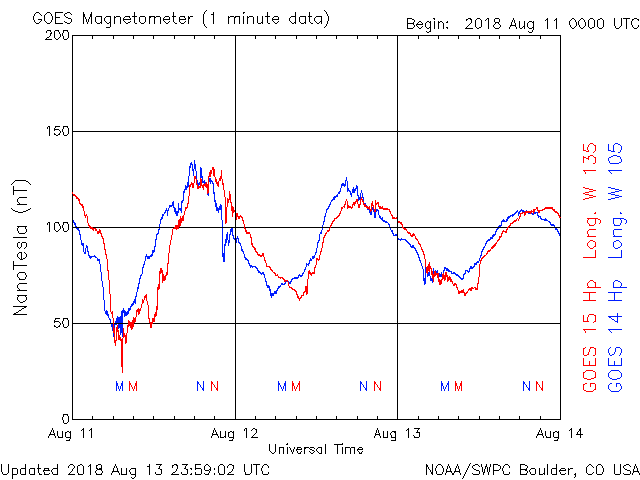 GOES Magnetometer (1 minute data)
Begin: 2018 Aug 11 0000 UTC
200
150
100
50
0
NanoTesla (nT)
M M N N M M N N M M N N
Aug 11 Aug 12 Aug 13 Aug 14
Universal Time
GOES 15 Hp Long. W 135
GOES 14 Hp Long. W 105
Updated 2018 Aug 13 23:59:02 UTC
NOAA/SWPC Boulder, CO USA